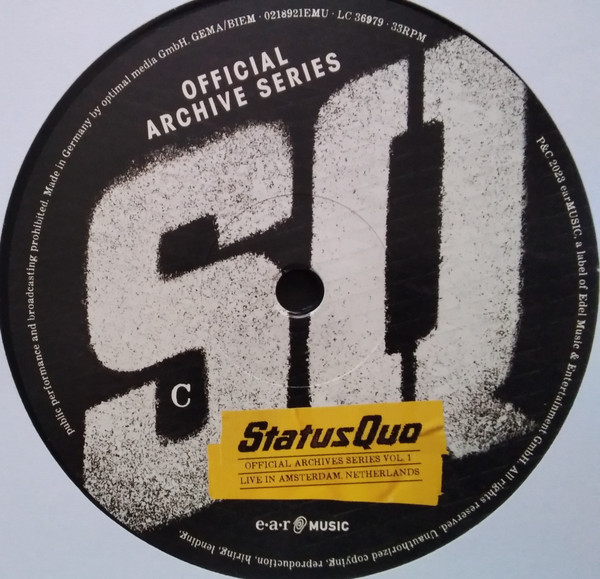 public performance and broadcasting prohibited. Made in Germany by optimal media GmbH. GEMA/BIEM · 0218921EMU · LC 36979 · 33RPM
OFFICIAL
ARCHIVE SERIES
SQ
P&C 2023 earMUSIC, a label of Edel Music & Entertainment GmbH. All rights reserved. Unauthorized copying, reproduction, hiring, lending,
C
StatusQuo
OFFICIAL ARCHIVES SERIES VOL. 1
LIVE IN AMSTERDAM, NETHERLANDS
e·a·r MUSIC